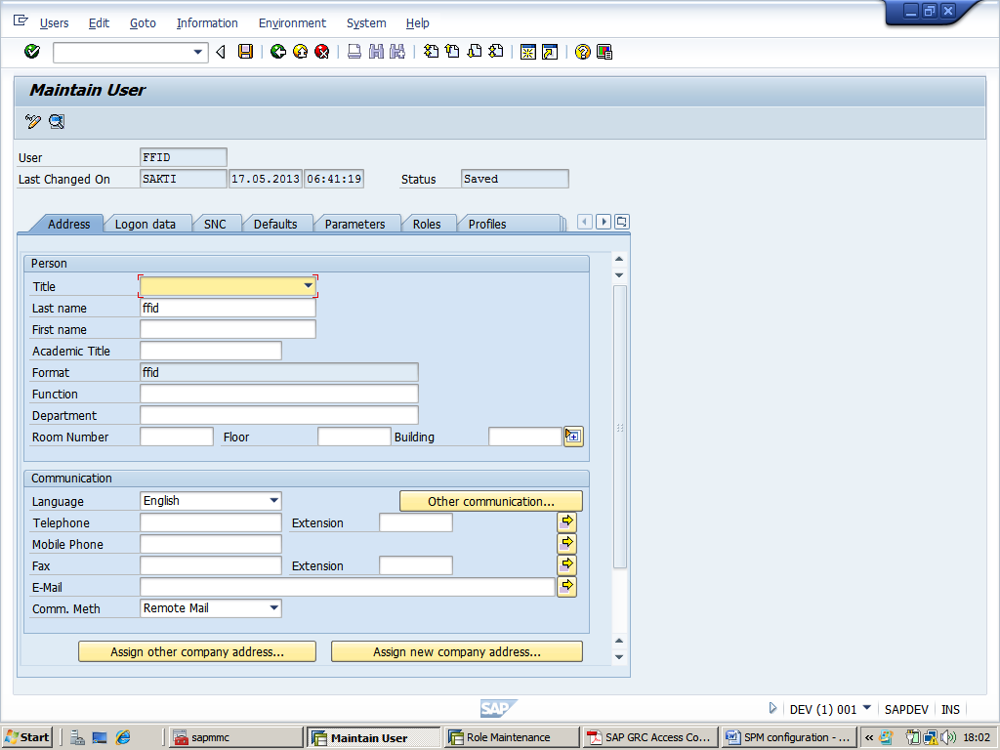 Users Edit Goto Information Environment System Help
Maintain User
User FFID
Last Changed On SAKTI 17.05.2013 06:41:19 Status Saved
Address Logon data SNC Defaults Parameters Roles Profiles
Person
Title
Last name ffid
First name
Academic Title
Format ffid
Function
Department
Room Number Floor Building
Communication
Language English Other communication...
Telephone Extension
Mobile Phone
Fax Extension
E-Mail
Comm. Meth Remote Mail
Assign other company address... Assign new company address...
SAP DEV (1) 001 SAPDEV INS
Start sapmmc Maintain User Role Maintenance SAP GRC Access Co... SPM configuration - ... « 18:02